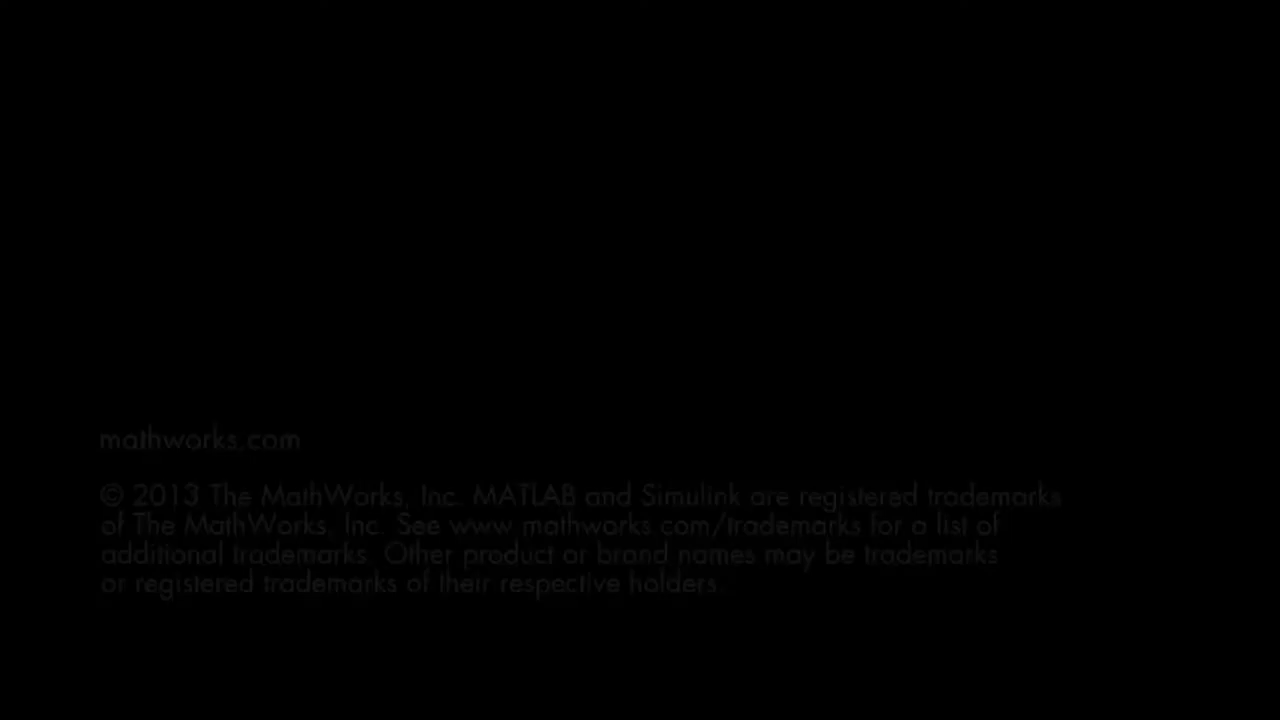 mathworks.com
© 2013 The MathWorks, Inc. MATLAB and Simulink are registered trademarks
of The MathWorks, Inc. See www.mathworks.com/trademarks for a list of
additional trademarks. Other product or brand names may be trademarks
or registered trademarks of their respective holders.